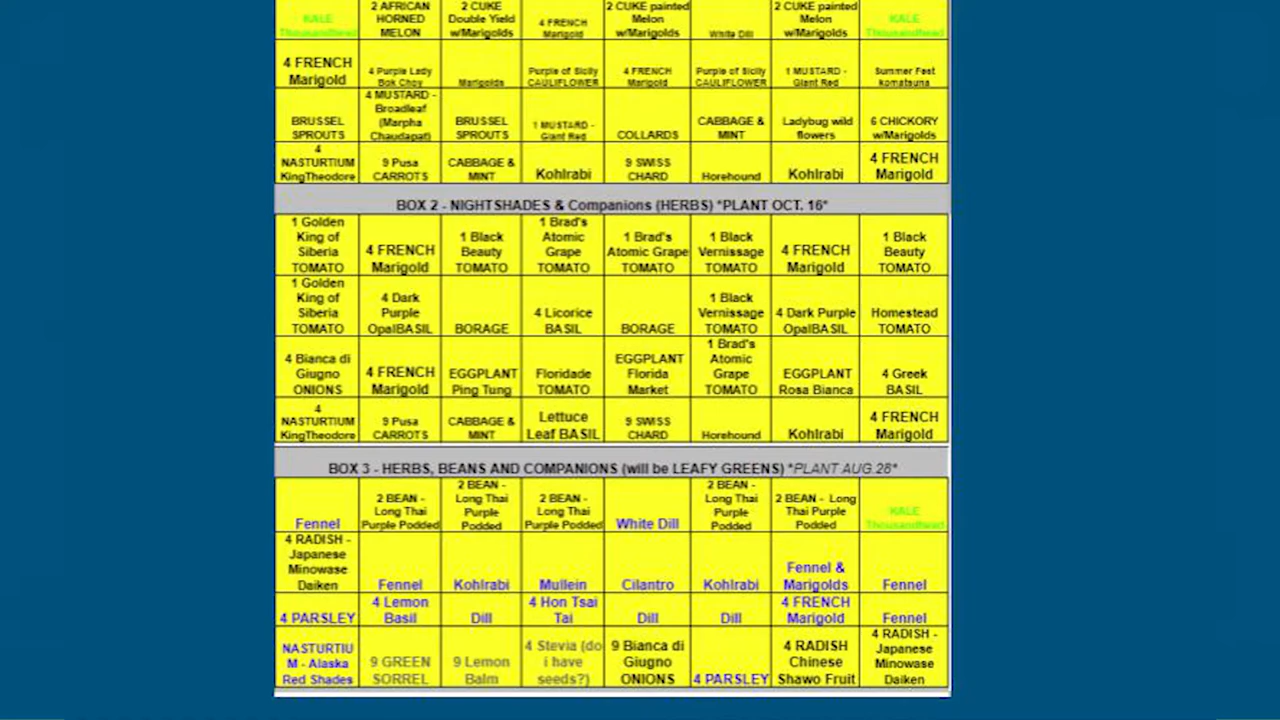 KALE
Thousandhead
2 AFRICAN
HORNED
MELON
2 CUKE
Double Yield
w/Marigolds
4 FRENCH
Marigold
2 CUKE painted
Melon
w/Marigolds
White Dill
2 CUKE painted
Melon
w/Marigolds
KALE
Thousandhead
4 FRENCH
Marigold
4 Purple Lady
Bok Choy
Marigolds
Purple of Sicily
CAULIFLOWER
4 FRENCH
Marigold
Purple of Sicily
CAULIFLOWER
1 MUSTARD -
Giant Red
Summer Fest
komatsuna
BRUSSEL
SPROUTS
4 MUSTARD -
Broadleaf
(Marpha
Chaudapat)
BRUSSEL
SPROUTS
1 MUSTARD -
Giant Red
COLLARDS
CABBAGE &
MINT
Ladybug wild
flowers
6 CHICKORY
w/Marigolds
4
NASTURTIUM
KingTheodore
9 Pusa
CARROTS
CABBAGE &
MINT
Kohlrabi
9 SWISS
CHARD
Horehound
Kohlrabi
4 FRENCH
Marigold
BOX 2 - NIGHTSHADES & Companions (HERBS) *PLANT OCT. 16*
1 Golden
King of
Siberia
TOMATO
4 FRENCH
Marigold
1 Black
Beauty
TOMATO
1 Brad's
Atomic
Grape
TOMATO
1 Brad's
Atomic Grape
TOMATO
1 Black
Vernissage
TOMATO
4 FRENCH
Marigold
1 Black
Beauty
TOMATO
1 Golden
King of
Siberia
TOMATO
4 Dark
Purple
OpalBASIL
BORAGE
4 Licorice
BASIL
BORAGE
1 Black
Vernissage
TOMATO
4 Dark Purple
OpalBASIL
Homestead
TOMATO
4 Bianca di
Giugno
ONIONS
4 FRENCH
Marigold
EGGPLANT
Ping Tung
Floridade
TOMATO
EGGPLANT
Florida
Market
1 Brad's
Atomic
Grape
TOMATO
EGGPLANT
Rosa Bianca
4 Greek
BASIL
4
NASTURTIUM
KingTheodore
9 Pusa
CARROTS
CABBAGE &
MINT
Lettuce
Leaf BASIL
9 SWISS
CHARD
Horehound
Kohlrabi
4 FRENCH
Marigold
BOX 3 - HERBS, BEANS AND COMPANIONS (will be LEAFY GREENS) *PLANT AUG 28*
Fennel
2 BEAN -
Long Thai
Purple Podded
2 BEAN -
Long Thai
Purple
Podded
2 BEAN -
Long Thai
Purple Podded
White Dill
2 BEAN -
Long Thai
Purple
Podded
2 BEAN - Long
Thai Purple
Podded
KALE
Thousandhead
4 RADISH -
Japanese
Minowase
Daiken
Fennel
Kohlrabi
Mullein
Cilantro
Kohlrabi
Fennel &
Marigolds
Fennel
4 PARSLEY
4 Lemon
Basil
Dill
4 Hon Tsai
Tai
Dill
Dill
4 FRENCH
Marigold
Fennel
NASTURTIU
M - Alaska
Red Shades
9 GREEN
SORREL
9 Lemon
Balm
4 Stevia (do
i have
seeds?)
9 Bianca di
Giugno
ONIONS
4 PARSLEY
4 RADISH
Chinese
Shawo Fruit
4 RADISH -
Japanese
Minowase
Daiken